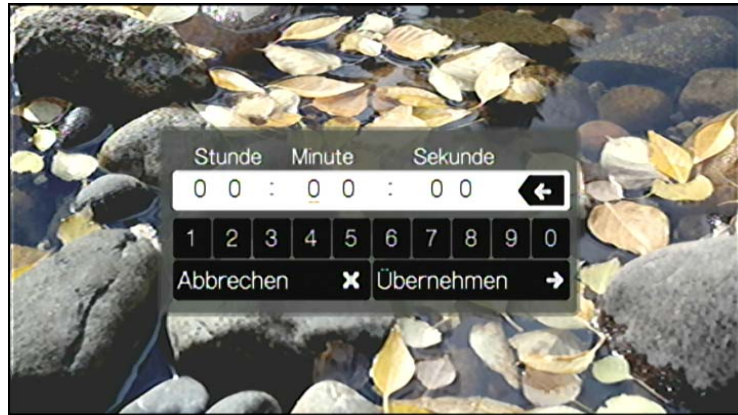 Stunde Minute Sekunde
0 0 : 0 0 : 0 0
1 2 3 4 5 6 7 8 9 0
Abbrechen Übernehmen